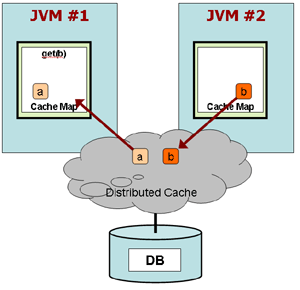 JVM #1
JVM #2
get(b)
a
b
Cache Map
Cache Map
a
b
Distributed Cache
DB